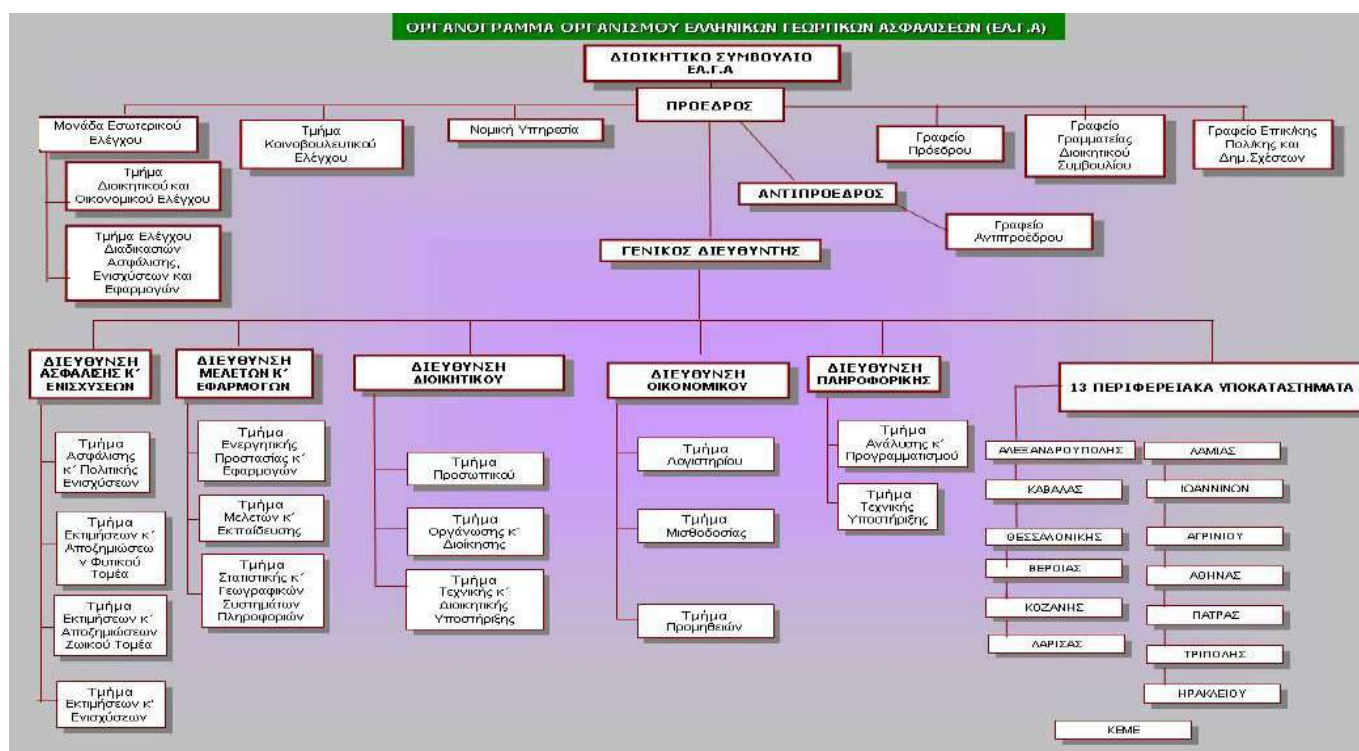 ΟΡΓΑΝΟΓΡΑΜΜΑ ΟΡΓΑΝΙΣΜΟΥ ΕΛΛΗΝΙΚΩΝ ΓΕΩΡΓΙΚΩΝ ΑΣΦΑΛΙΣΕΩΝ (ΕΛ.Γ.Α)
ΔΙΟΙΚΗΤΙΚΟ ΣΥΜΒΟΥΛΙΟ
ΕΛ.Γ.Α
ΠΡΟΕΔΡΟΣ
Μονάδα Εσωτερικού
Ελέγχου
Τμήμα
Διοικητικού και
Οικονομικού Ελέγχου
Τμήμα Ελέγχου
Διαδικασιών
Ασφάλισης,
Ενισχύσεων και
Εφαρμογών
Τμήμα
Κοινοβουλευτικού
Ελέγχου
Νομική Υπηρεσία
Γραφείο
Πρόεδρου
Γραφείο
Γραμματείας
Διοικητικού
Συμβουλίου
Γραφείο Επικ/κης
Πολ/κης και
Δημ.Σχέσεων
ΑΝΤΙΠΡΟΕΔΡΟΣ
Γραφείο
Αντιπροέδρου
ΓΕΝΙΚΟΣ ΔΙΕΥΘΥΝΤΗΣ
ΔΙΕΥΘΥΝΣΗ
ΑΣΦΑΛΙΣΗΣ Κ΄
ΕΝΙΣΧΥΣΕΩΝ
Τμήμα
Ασφάλισης
κ΄ Πολιτικής
Ενισχύσεων
Τμήμα
Εκτιμήσεων κ΄
Αποζημιώσεω
ν Φυτικού
Τομέα
Τμήμα
Εκτιμήσεων κ΄
Αποζημιώσεων
Ζωικού Τομέα
Τμήμα
Εκτιμήσεων κ΄
Ενισχύσεων
ΔΙΕΥΘΥΝΣΗ
ΜΕΛΕΤΩΝ Κ΄
ΕΦΑΡΜΟΓΩΝ
Τμήμα
Ενεργητικής
Προστασίας κ΄
Εφαρμογών
Τμήμα
Μελετών κ΄
Εκπαίδευσης
Τμήμα
Στατιστικής κ΄
Γεωγραφικών
Συστημάτων
Πληροφοριών
ΔΙΕΥΘΥΝΣΗ
ΔΙΟΙΚΗΤΙΚΟΥ
Τμήμα
Προσωπικού
Τμήμα
Οργάνωσης κ΄
Διοίκησης
Τμήμα
Τεχνικής κ΄
Διοικητικής
Υποστήριξης
ΔΙΕΥΘΥΝΣΗ
ΟΙΚΟΝΟΜΙΚΟΥ
Τμήμα
Λογιστηρίου
Τμήμα
Μισθοδοσίας
Τμήμα
Προμηθειών
ΔΙΕΥΘΥΝΣΗ
ΠΛΗΡΟΦΟΡΙΚΗΣ
Τμήμα
Ανάλυσης κ΄
Προγραμματισμού
Τμήμα
Τεχνικής
Υποστήριξης
13 ΠΕΡΙΦΕΡΕΙΑΚΑ ΥΠΟΚΑΤΑΣΤΗΜΑΤΑ
ΑΛΕΞΑΝΔΡΟΥΠΟΛΗΣ
ΚΑΒΑΛΑΣ
ΘΕΣΣΑΛΟΝΙΚΗΣ
ΒΕΡΟΙΑΣ
ΚΟΖΑΝΗΣ
ΛΑΡΙΣΑΣ
ΛΑΜΙΑΣ
ΙΩΑΝΝΙΝΩΝ
ΑΓΡΙΝΙΟΥ
ΑΘΗΝΑΣ
ΠΑΤΡΑΣ
ΤΡΙΠΟΛΗΣ
ΗΡΑΚΛΕΙΟΥ
ΚΕΜΕ